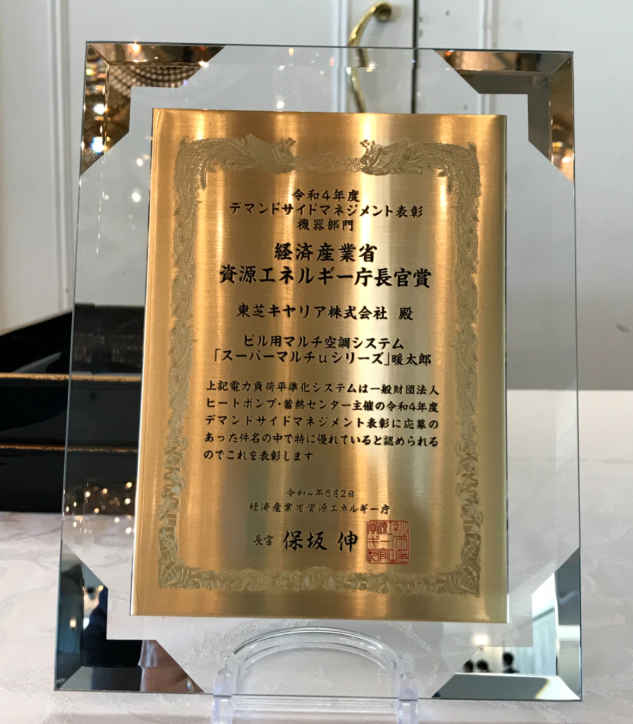 令和4年度
デマンドサイドマネジメント表彰
機器部門
経済産業省
資源エネルギー庁長官賞
東芝キヤリア株式会社 殿
ビル用マルチ空調システム
「スーパーマルチuシリーズ」暖太郎
上記電力負荷平準化システムは一般財団法人
ヒートポンプ・蓄熱センター主催の令和4年度
デマンドサイドマネジメント表彰に応募の
あった件名の中で特に優れていると認められる
のでこれを表彰します
令和4年8月2日
経済産業省資源エネルギー庁
長官 保坂 伸